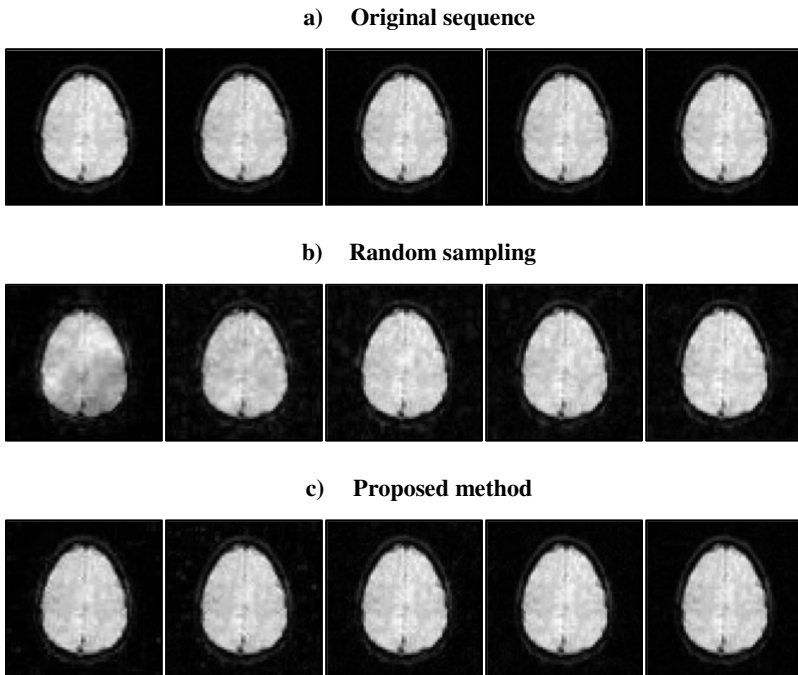 a) Original sequence
b) Random sampling
c) Proposed method